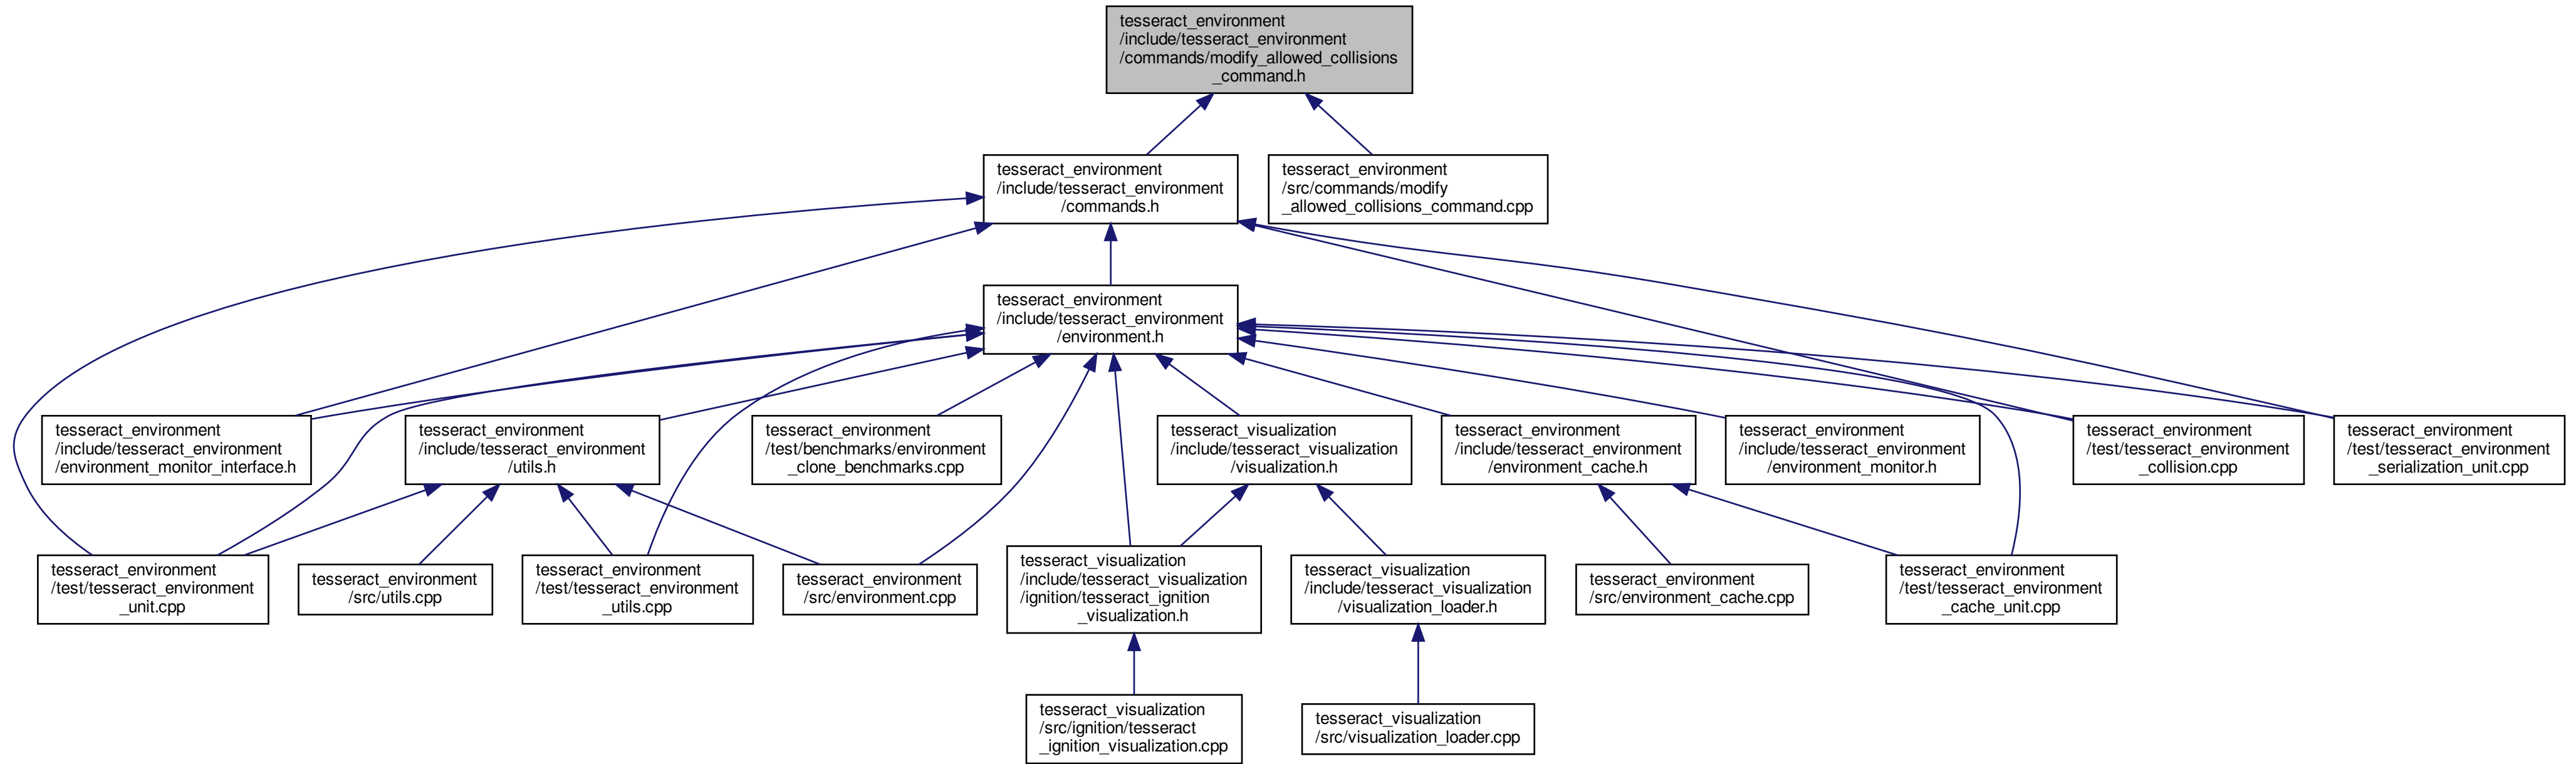 tesseract_environment
/include/tesseract_environment
/commands/modify_allowed_collisions
_command.h
tesseract_environment
/include/tesseract_environment
/commands.h
tesseract_environment
/src/commands/modify
_allowed_collisions_command.cpp
tesseract_environment
/include/tesseract_environment
/environment.h
tesseract_environment
/include/tesseract_environment
/environment_monitor_interface.h
tesseract_environment
/include/tesseract_environment
/utils.h
tesseract_environment
/test/benchmarks/environment
_clone_benchmarks.cpp
tesseract_visualization
/include/tesseract_visualization
/visualization.h
tesseract_environment
/include/tesseract_environment
/environment_cache.h
tesseract_environment
/include/tesseract_environment
/environment_monitor.h
tesseract_environment
/test/tesseract_environment
_collision.cpp
tesseract_environment
/test/tesseract_environment
_serialization_unit.cpp
tesseract_environment
/test/tesseract_environment
_unit.cpp
tesseract_environment
/src/utils.cpp
tesseract_environment
/test/tesseract_environment
_utils.cpp
tesseract_environment
/src/environment.cpp
tesseract_visualization
/include/tesseract_visualization
/ignition/tesseract_ignition
_visualization.h
tesseract_visualization
/include/tesseract_visualization
/visualization_loader.h
tesseract_environment
/src/environment_cache.cpp
tesseract_environment
/test/tesseract_environment
_cache_unit.cpp
tesseract_visualization
/src/ignition/tesseract
_ignition_visualization.cpp
tesseract_visualization
/src/visualization_loader.cpp